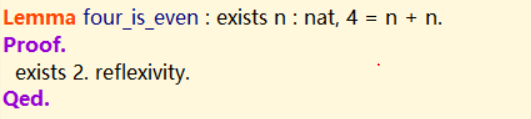 Lemma four_is_even : exists n : nat, 4 = n + n.
Proof.
exists 2. reflexivity.
Qed.